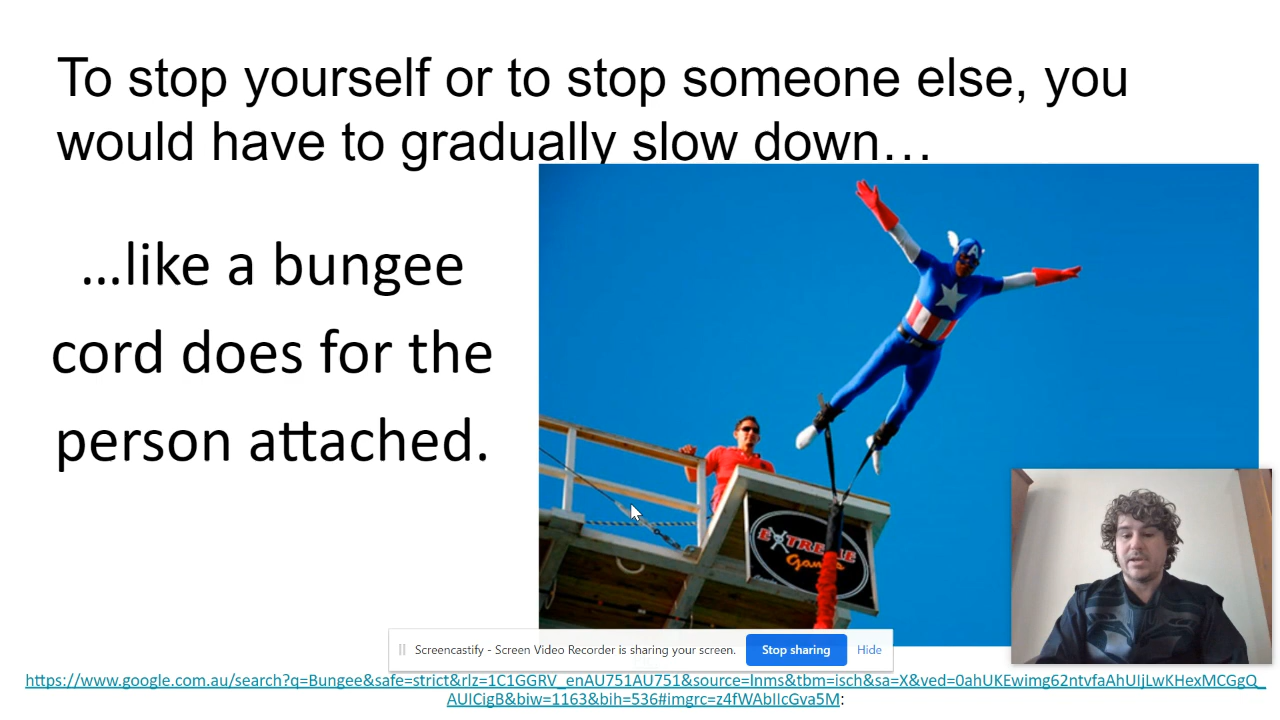 To stop yourself or to stop someone else, you
would have to gradually slow down…
…like a bungee
cord does for the
person attached.
A
EXTREME
Games
Screencastify - Screen Video Recorder is sharing your screen.
Stop sharing
Hide
https://www.google.com.au/search?q=Bungee&safe=strict&rlz=1C1GGRV_enAU751AU751&source=lnms&tbm=isch&sa=X&ved=0ahUKEwimg62ntvfaAhUIjLwKHexMCGgQ_
AUICigB&biw=1163&bih=536#imgrc=z4fWAbIlcGva5M: